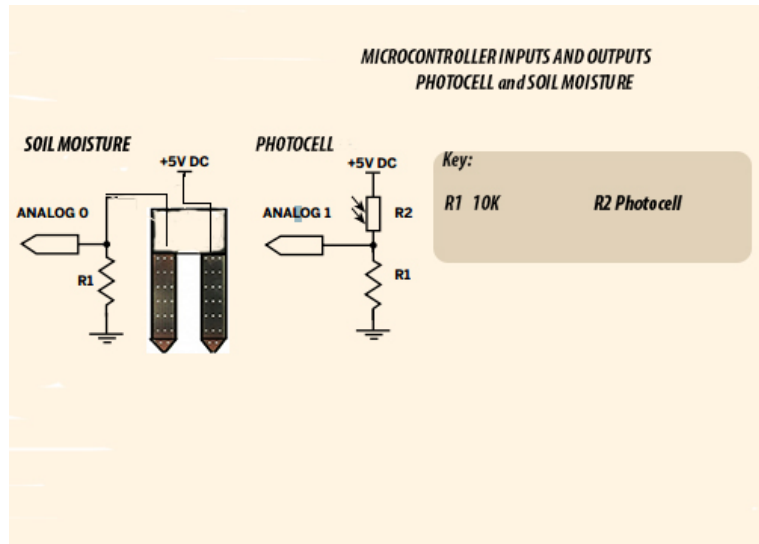 MICROCONTROLLER INPUTS AND OUTPUTS
PHOTOCELL and SOIL MOISTURE
SOIL MOISTURE
+5V DC
ANALOG 0
R1
PHOTOCELL
+5V DC
ANALOG 1
R2
R1
Key:
R1 10K R2 Photocell